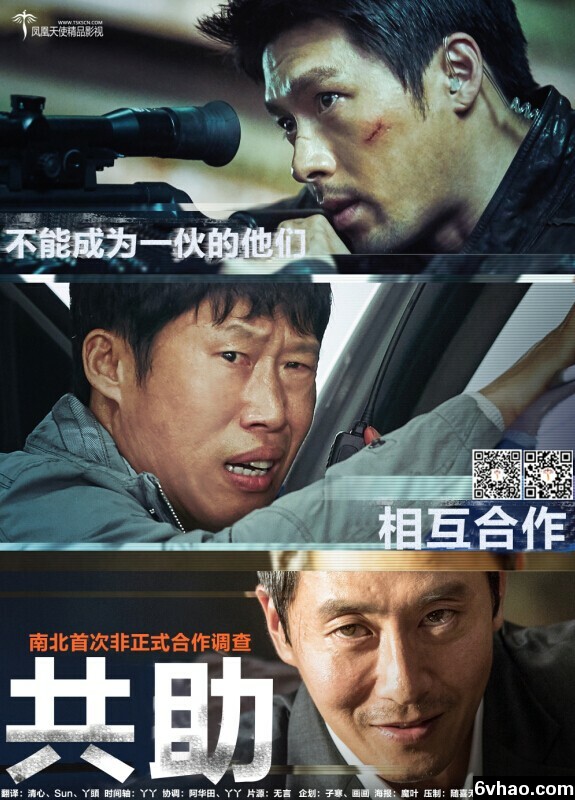 WWW.TSKSCN.COM
凤凰天使精品影视
不能成为一伙的他们
相互合作
南北首次非正式合作调查
共助
翻译：清心、Sun、丫頭 时间轴：丫丫 协调：阿华田、丫丫 片源：无言 企划：子寒、画画 海报：魔叶 压制：随喜
6vhao.com